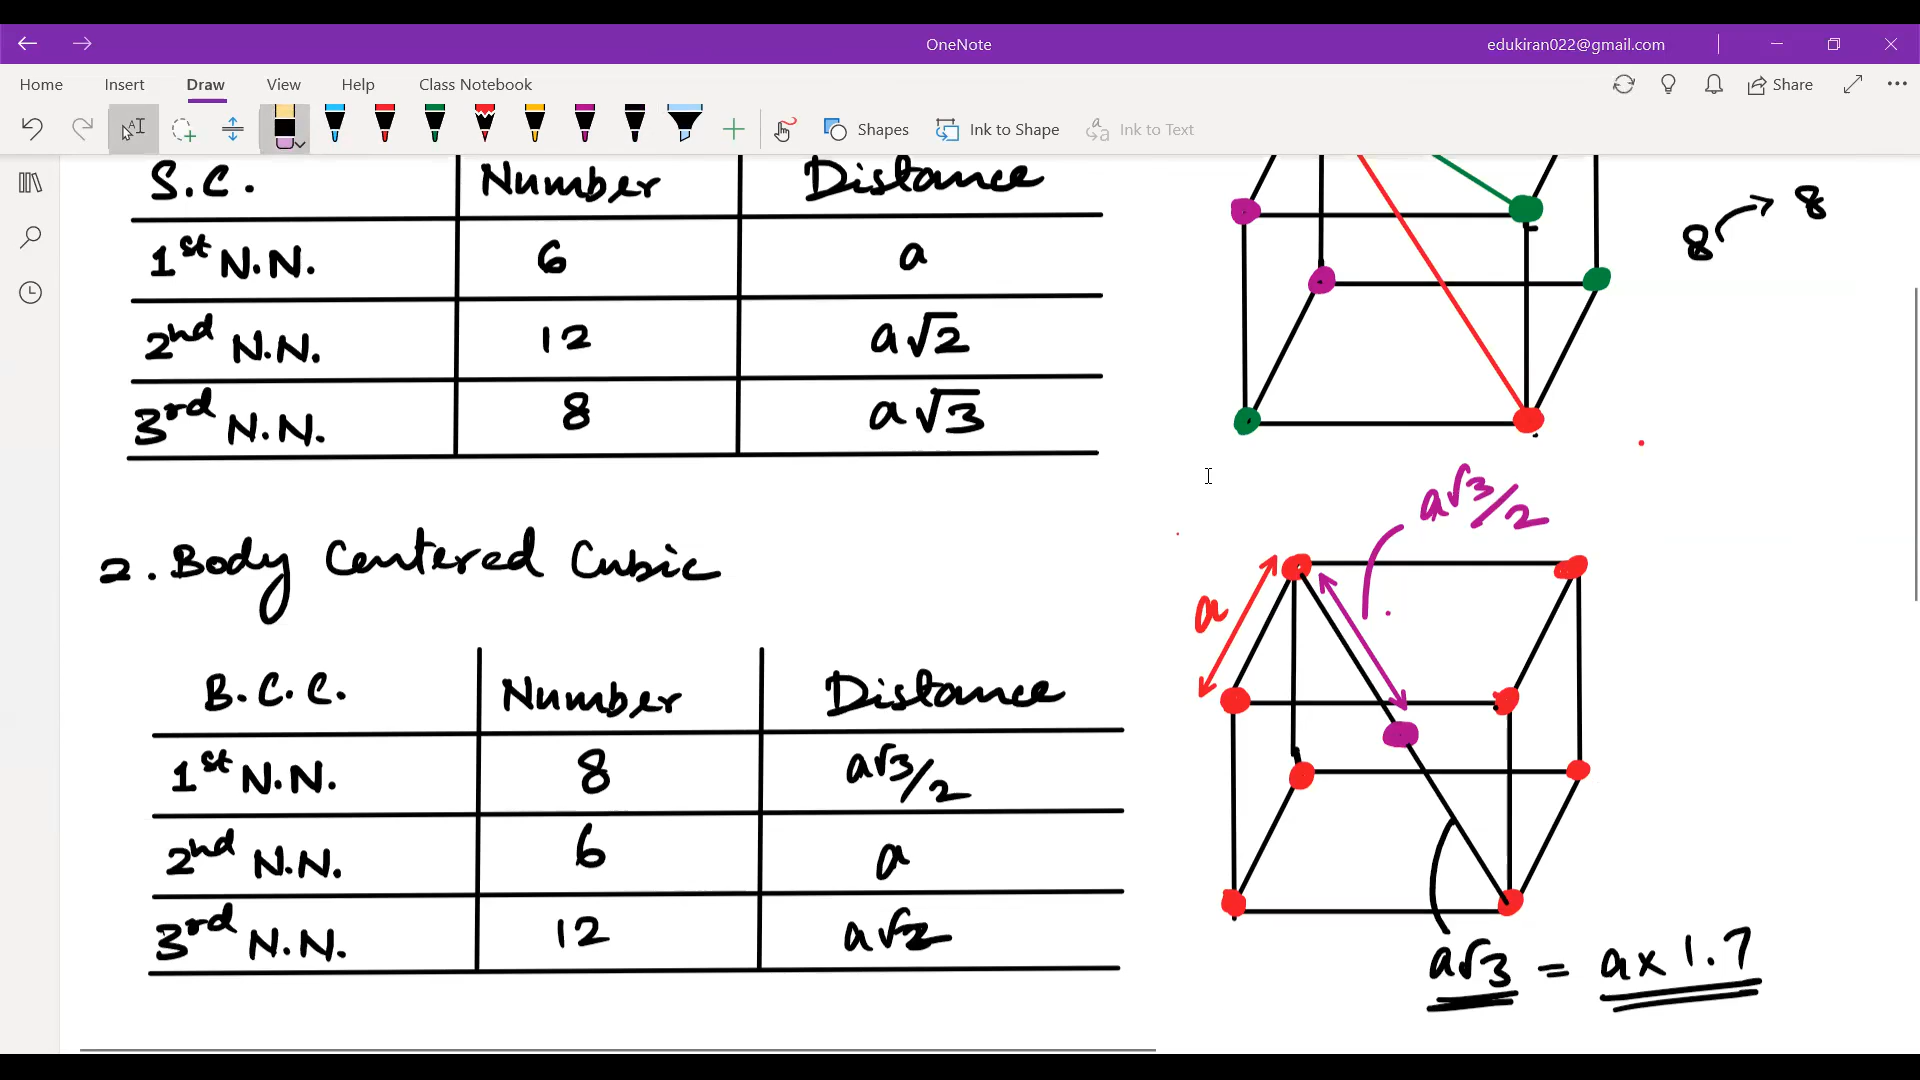 OneNote
edukiran022@gmail.com
Home Insert Draw View Help Class Notebook
Share
Shapes Ink to Shape Ink to Text
S.C. Number Distance
1st N.N. 6 a
2nd N.N. 12 a√2
3rd N.N. 8 a√3
8 8
2. Body Centered Cubic
B.C.C. Number Distance
1st N.N. 8 a√3/2
2nd N.N. 6 a
3rd N.N. 12 a√2
a√3/2
a
a√3 = a x 1.7